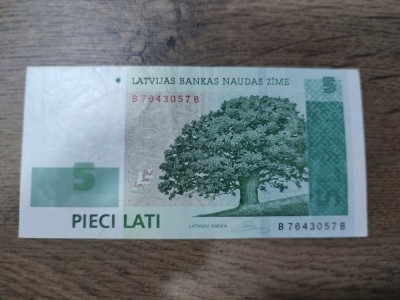 LATVIJAS BANKAS NAUDAS ZĪME
5
B 7643057 B
5
PIECI LATI
LATVIJAS BANKA
B 7643057 B